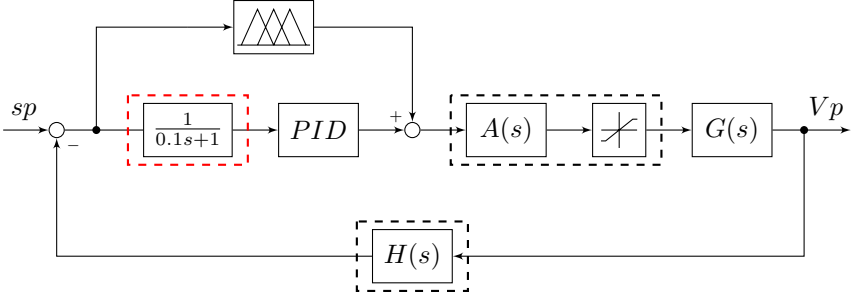 sp
−
1
0.1s+1
PID
+
A(s)
G(s)
Vp
H(s)